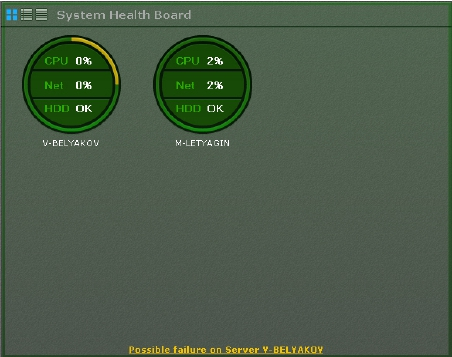 System Health Board
CPU 0%
Net 0%
HDD OK
V-BELYAKOV
CPU 2%
Net 2%
HDD OK
M-LETYAGIN
Possible failure on Server V-BELYAKOV